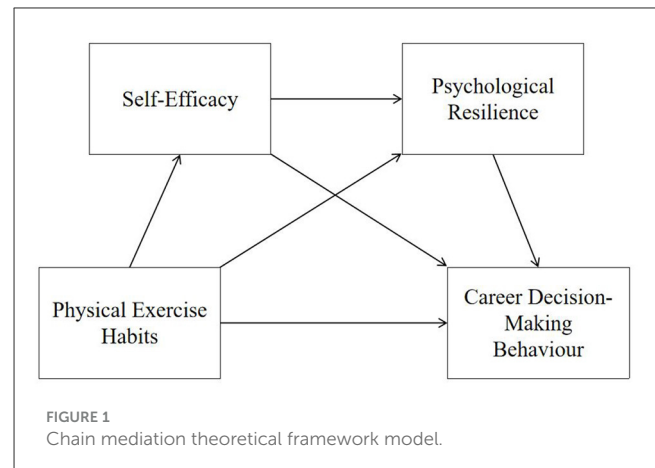 Self-Efficacy
Psychological
Resilience
Physical Exercise
Habits
Career Decision-
Making
Behaviour
FIGURE 1
Chain mediation theoretical framework model.